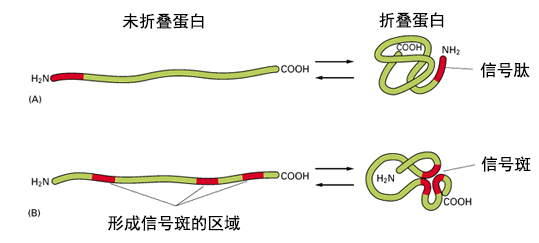 未折叠蛋白 折叠蛋白
H₂N COOH COOH NH₂
信号肽
(A)
H₂N COOH H₂N COOH
信号斑
(B)
形成信号斑的区域